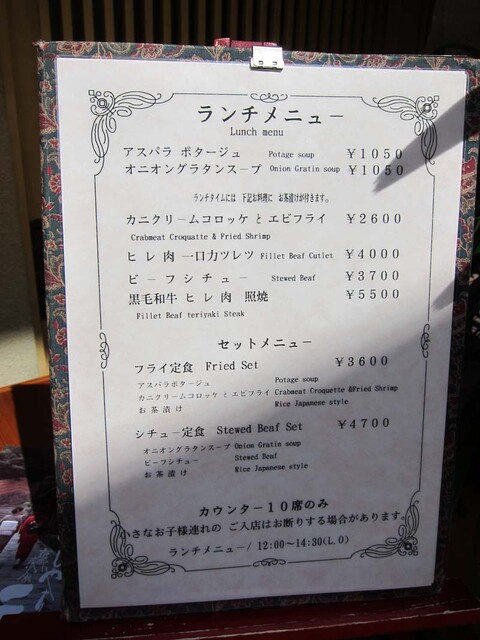 ランチメニュー
Lunch menu
アスパラ ポタージュ Potage soup ￥1050
オニオングラタンスープ Onion Gratin soup ￥1050
ランチタイムには 下記お料理に お茶漬けが付きます。
カニクリームコロッケ と エビフライ ￥2600
Crabmeat Croquatte & Fried Shrimp
ヒレ肉 一口カツレツ Fillet Beaf Cutlet ￥4000
ビーフシチュー Stewed Beaf ￥3700
黒毛和牛 ヒレ肉 照焼 ￥5500
Fillet Beaf teriyaki Steak
セットメニュー
フライ定食 Fried Set ￥3600
アスパラポタージュ Potage soup
カニクリームコロッケ と エビフライ Crabmeat Croquette &Fried Shrimp
お茶漬け Rice Japanese style
シチュー定食 Stewed Beaf Set ￥4700
オニオングラタンスープ Onion Gratin soup
ビーフシチュー Stewed Beaf
お茶漬け Rice Japanese style
カウンター１０席のみ
小さなお子様連れの ご入店はお断りする場合があります。
ランチメニュー/ 12:00～14:30(L.O)